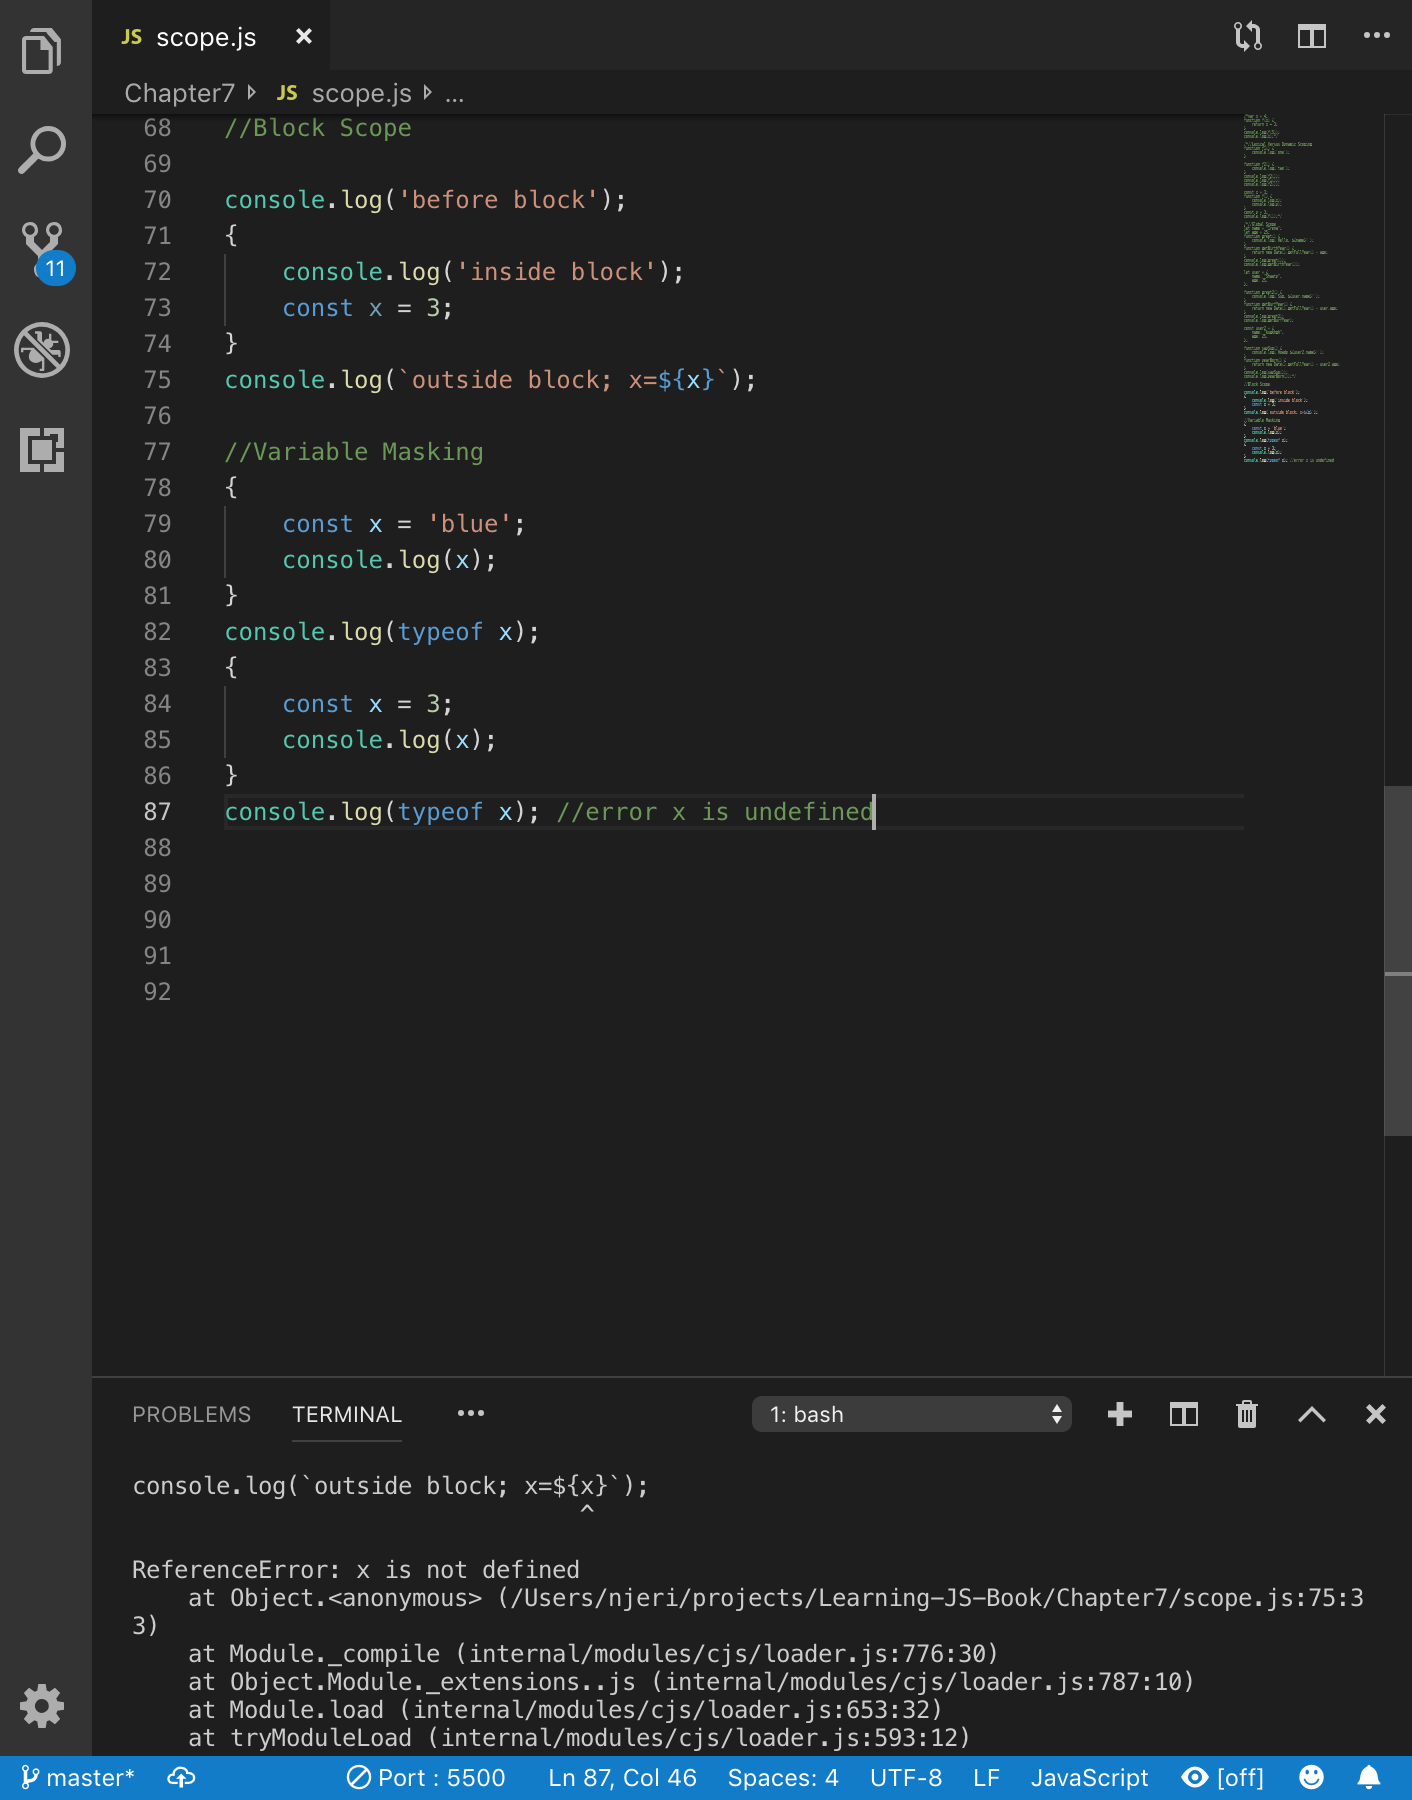 JS scope.js ×
Chapter7 JS scope.js ...
68 //Block Scope
69
70 console.log('before block');
71 {
72     console.log('inside block');
73     const x = 3;
74 }
75 console.log(`outside block; x=${x}`);
76
77 //Variable Masking
78 {
79     const x = 'blue';
80     console.log(x);
81 }
82 console.log(typeof x);
83 {
84     const x = 3;
85     console.log(x);
86 }
87 console.log(typeof x); //error x is undefined
88
89
90
91
92
11
PROBLEMS TERMINAL ••• 1: bash
console.log(`outside block; x=${x}`);
^
ReferenceError: x is not defined
    at Object.<anonymous> (/Users/njeri/projects/Learning-JS-Book/Chapter7/scope.js:75:3
3)
    at Module._compile (internal/modules/cjs/loader.js:776:30)
    at Object.Module._extensions..js (internal/modules/cjs/loader.js:787:10)
    at Module.load (internal/modules/cjs/loader.js:653:32)
    at tryModuleLoad (internal/modules/cjs/loader.js:593:12)
master* Port : 5500 Ln 87, Col 46 Spaces: 4 UTF-8 LF JavaScript [off]